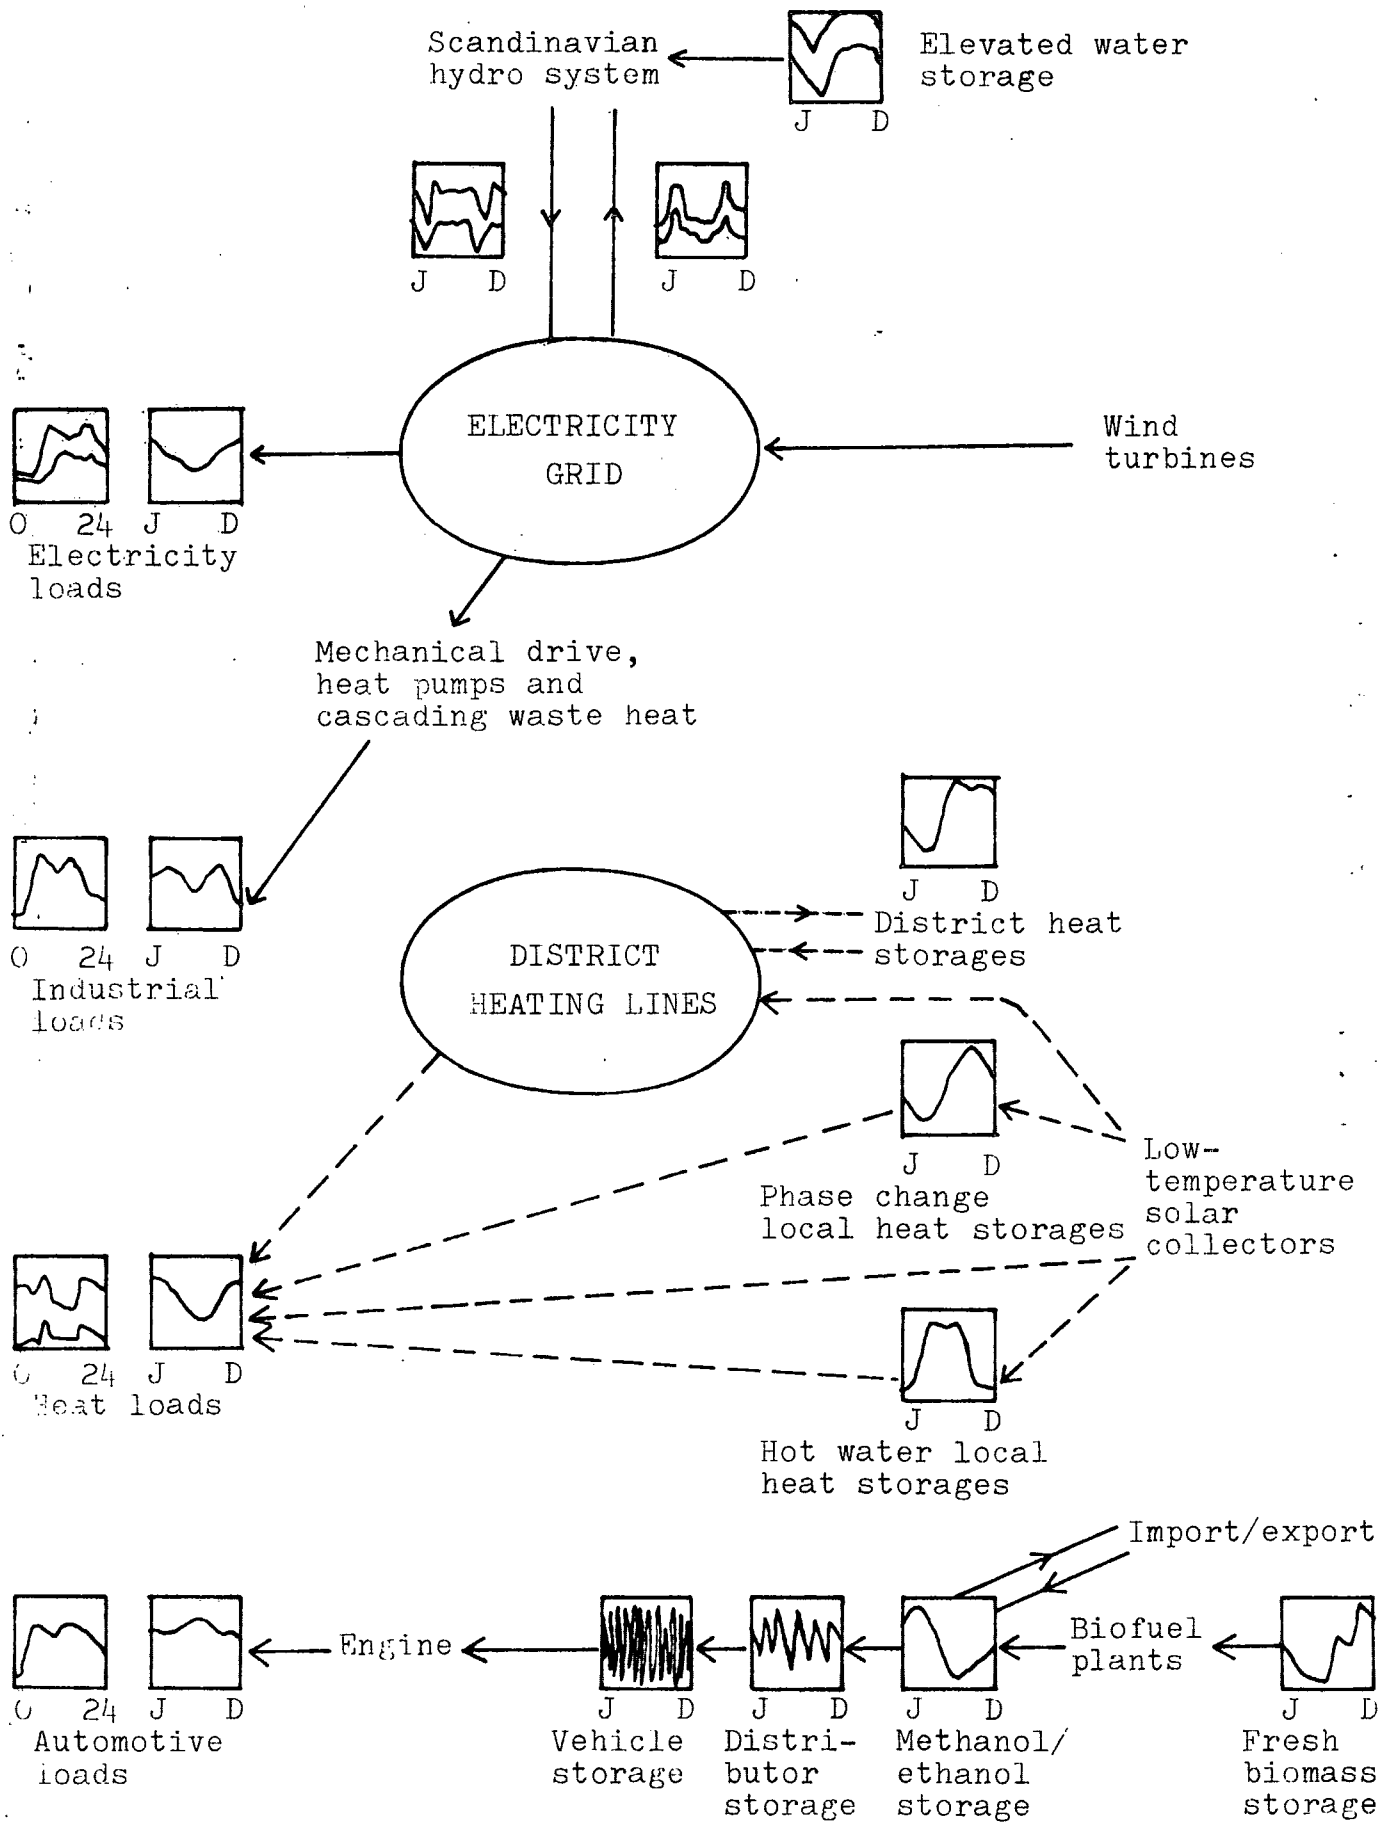 Scandinavian
hydro system
Elevated water
storage
J D
J D
J D
ELECTRICITY
GRID
Wind
turbines
0 24 J D
Electricity
loads
Mechanical drive,
heat pumps and
cascading waste heat
J D
0 24 J D
Industrial
loads
District heat
storages
DISTRICT
HEATING LINES
J D
Phase change
local heat storages
Low-
temperature
solar
collectors
0 24 J D
Heat loads
J D
Hot water local
heat storages
Import/export
Engine
Biofuel
plants
0 24 J D
Automotive
loads
J D
Vehicle
storage
J D
Distri-
butor
storage
J D
Methanol/
ethanol
storage
J D
Fresh
biomass
storage